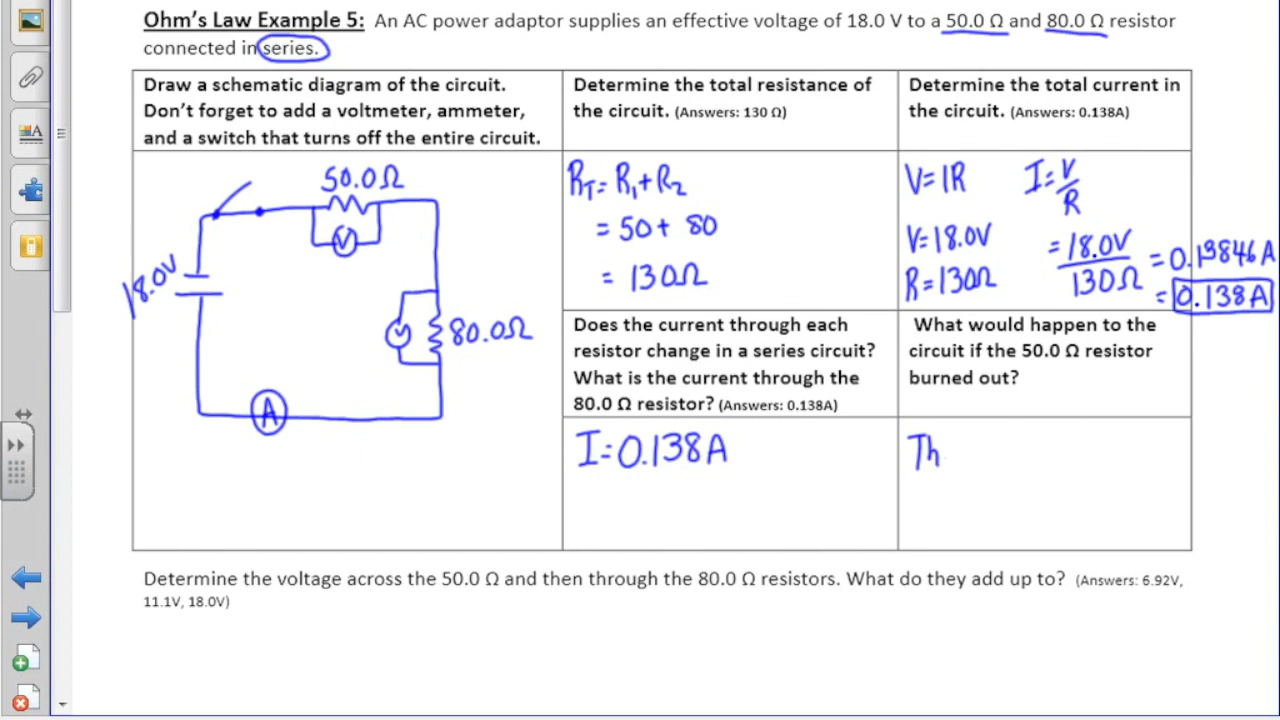 Ohm's Law Example 5: An AC power adaptor supplies an effective voltage of 18.0 V to a 50.0 Ω and 80.0 Ω resistor
connected in series.
Draw a schematic diagram of the circuit.
Don't forget to add a voltmeter, ammeter,
and a switch that turns off the entire circuit.
Determine the total resistance of
the circuit. (Answers: 130 Ω)
Determine the total current in
the circuit. (Answers: 0.138A)
50.0Ω
V
18.0V
V
80.0Ω
A
R_T = R₁ + R₂
= 50 + 80
= 130Ω
V=IR
V=18.0V
R=130Ω
I=V/R
=18.0V/130Ω
=0.13846A
=0.138A
Does the current through each
resistor change in a series circuit?
What is the current through the
80.0 Ω resistor? (Answers: 0.138A)
What would happen to the
circuit if the 50.0 Ω resistor
burned out?
I=0.138A
Th
Determine the voltage across the 50.0 Ω and then through the 80.0 Ω resistors. What do they add up to? (Answers: 6.92V,
11.1V, 18.0V)